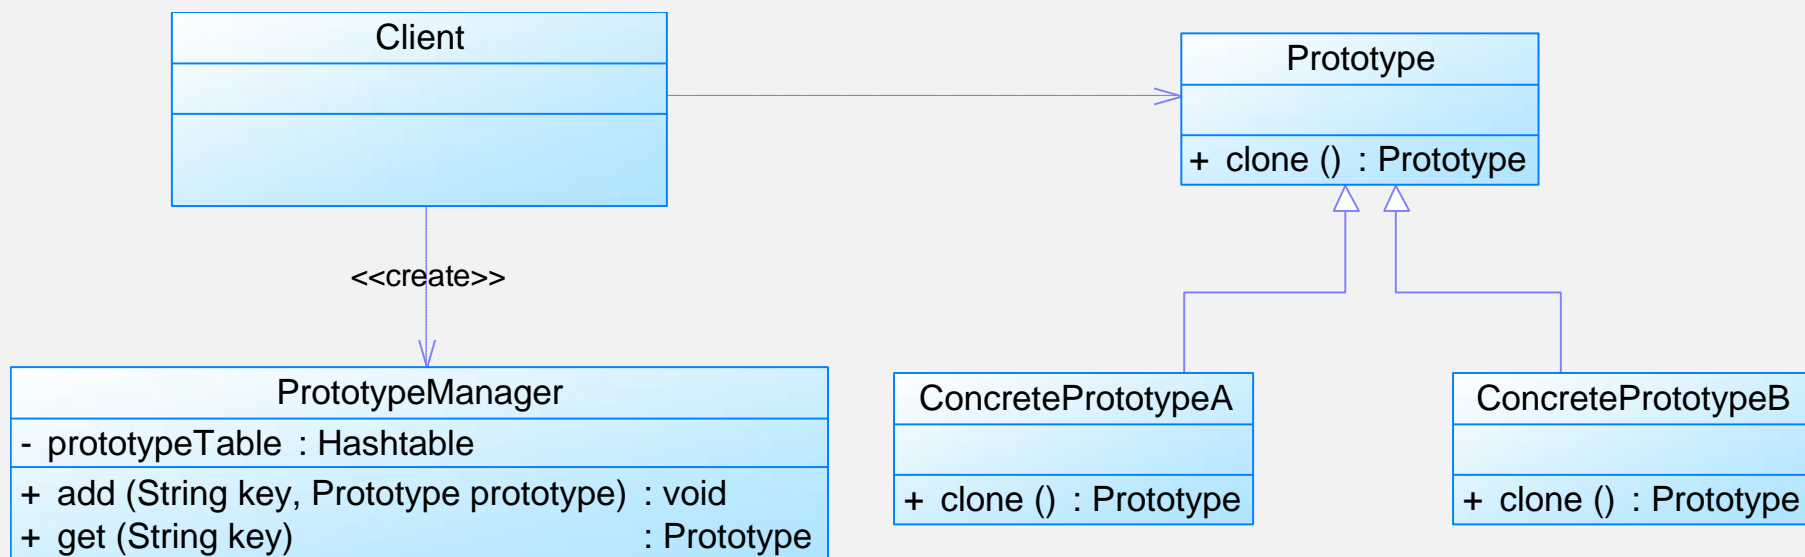 Client
Prototype
+ clone () : Prototype
<<create>>
PrototypeManager
- prototypeTable : Hashtable
+ add (String key, Prototype prototype) : void
+ get (String key) : Prototype
ConcretePrototypeA
+ clone () : Prototype
ConcretePrototypeB
+ clone () : Prototype